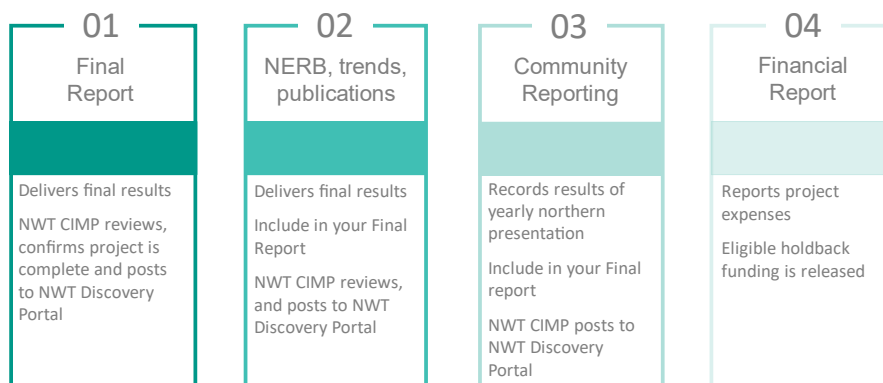 01
Final
Report
Delivers final results
NWT CIMP reviews,
confirms project is
complete and posts
to NWT Discovery
Portal
02
NERB, trends,
publications
Delivers final results
Include in your Final
Report
NWT CIMP reviews,
and posts to NWT
Discovery Portal
03
Community
Reporting
Records results of
yearly northern
presentation
Include in your Final
report
NWT CIMP posts to
NWT Discovery
Portal
04
Financial
Report
Reports project
expenses
Eligible holdback
funding is released